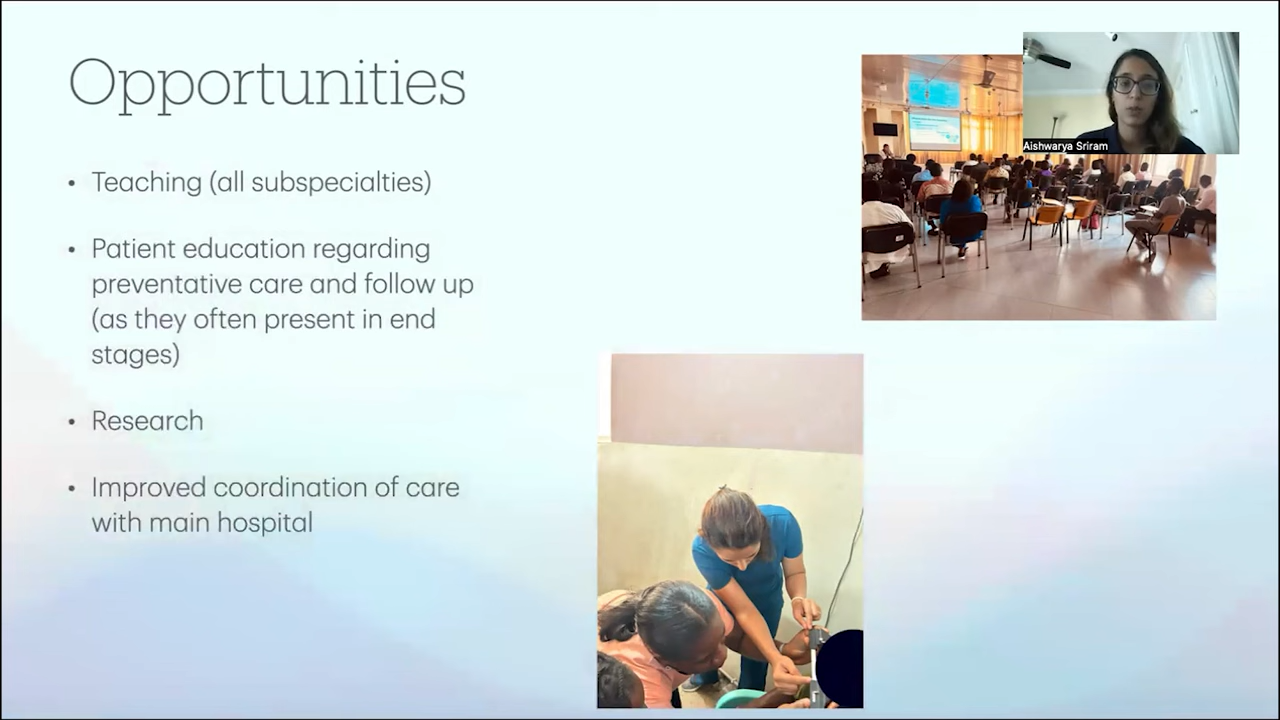 Opportunities
• Teaching (all subspecialties)
• Patient education regarding
preventative care and follow up
(as they often present in end
stages)
• Research
• Improved coordination of care
with main hospital
Aishwarya Sriram